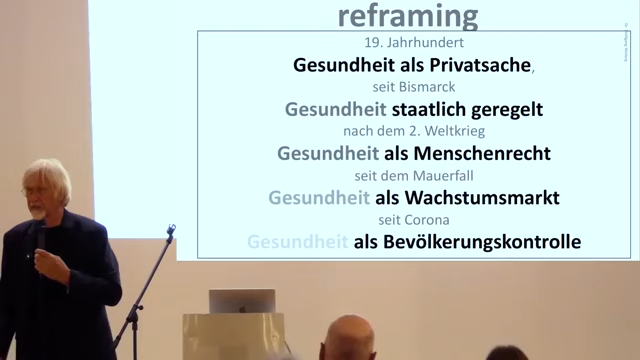 reframing
19. Jahrhundert
Gesundheit als Privatsache,
seit Bismarck
Gesundheit staatlich geregelt
nach dem 2. Weltkrieg
Gesundheit als Menschenrecht
seit dem Mauerfall
Gesundheit als Wachstumsmarkt
seit Corona
Gesundheit als Bevölkerungskontrolle